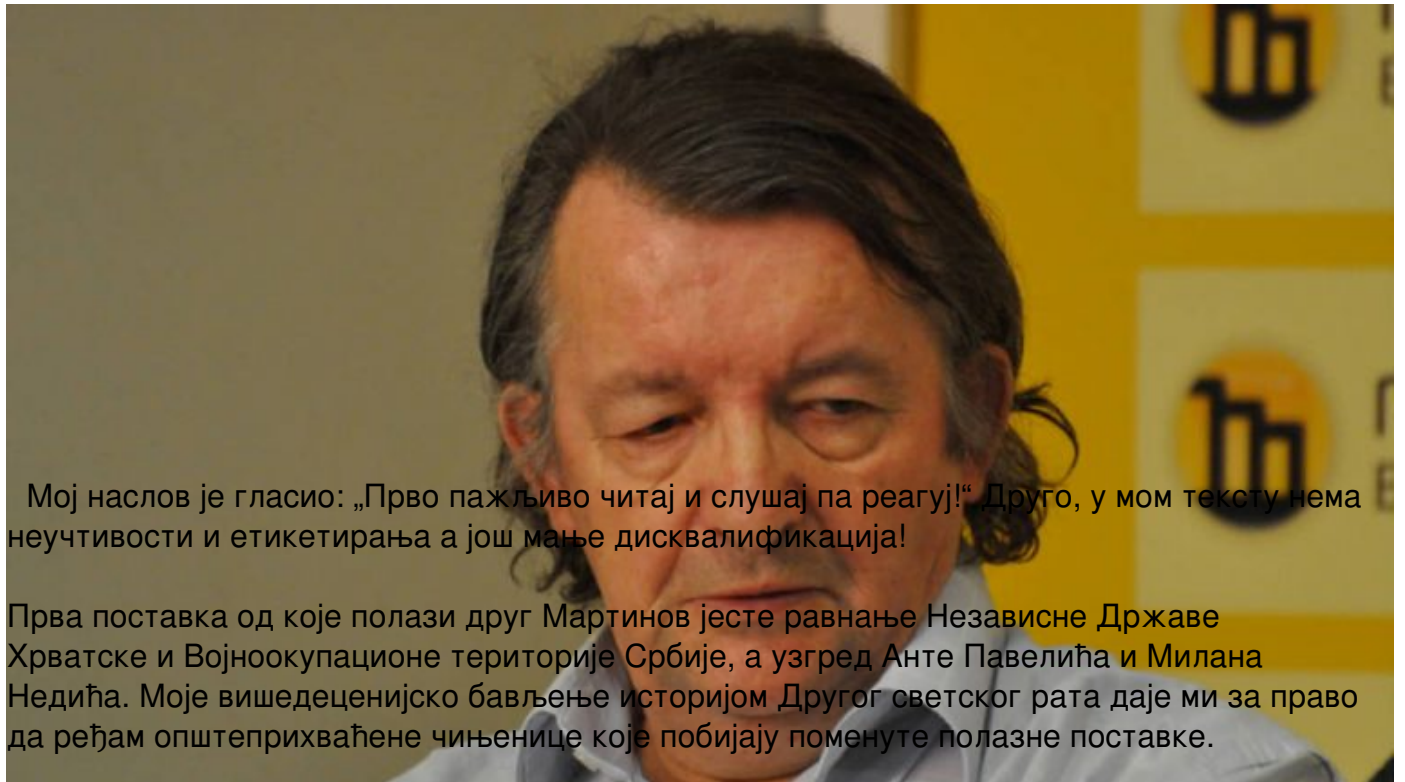 Мој наслов је гласио: „Прво пажљиво читај и слушај па реагуј!“ Друго, у мом тексту нема
неучтивости и етикетирања а још мање дисквалификација!
Прва поставка од које полази друг Мартинов јесте равнање Независне Државе
Хрватске и Војноокупационе територије Србије, а узгред Анте Павелића и Милана
Недића. Моје вишедеценијско бављење историјом Другог светског рата даје ми за право
да ређам општеприхваћене чињенице које побијају поменуте полазне поставке.